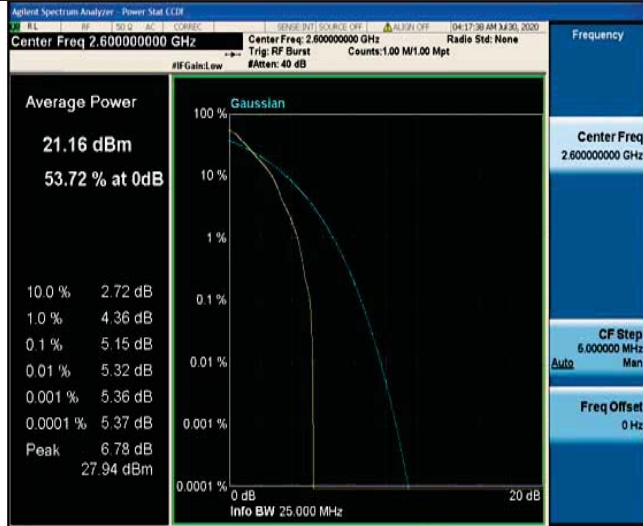 Agilent Spectrum Analyzer - Power Stat CCDF
RL RF 50 Ω AC CORREC SENSE:INT SOURCE OFF ALIGN OFF 04:17:38 AM Jul 30, 2020
Center Freq 2.600000000 GHz
Center Freq: 2.600000000 GHz Radio Std: None
Trig: RF Burst Counts:1.00 M/1.00 Mpt
#IFGain:Low #Atten: 40 dB
Frequency
Average Power
21.16 dBm
53.72 % at 0dB
10.0 % 2.72 dB
1.0 % 4.36 dB
0.1 % 5.15 dB
0.01 % 5.32 dB
0.001 % 5.36 dB
0.0001 % 5.37 dB
Peak 6.78 dB
27.94 dBm
Gaussian
100 %
10 %
1 %
0.1 %
0.01 %
0.001 %
0.0001 %
0 dB 20 dB
Info BW 25.000 MHz
Center Freq
2.600000000 GHz
CF Step
5.000000 MHz
Auto Man
Freq Offset
0 Hz